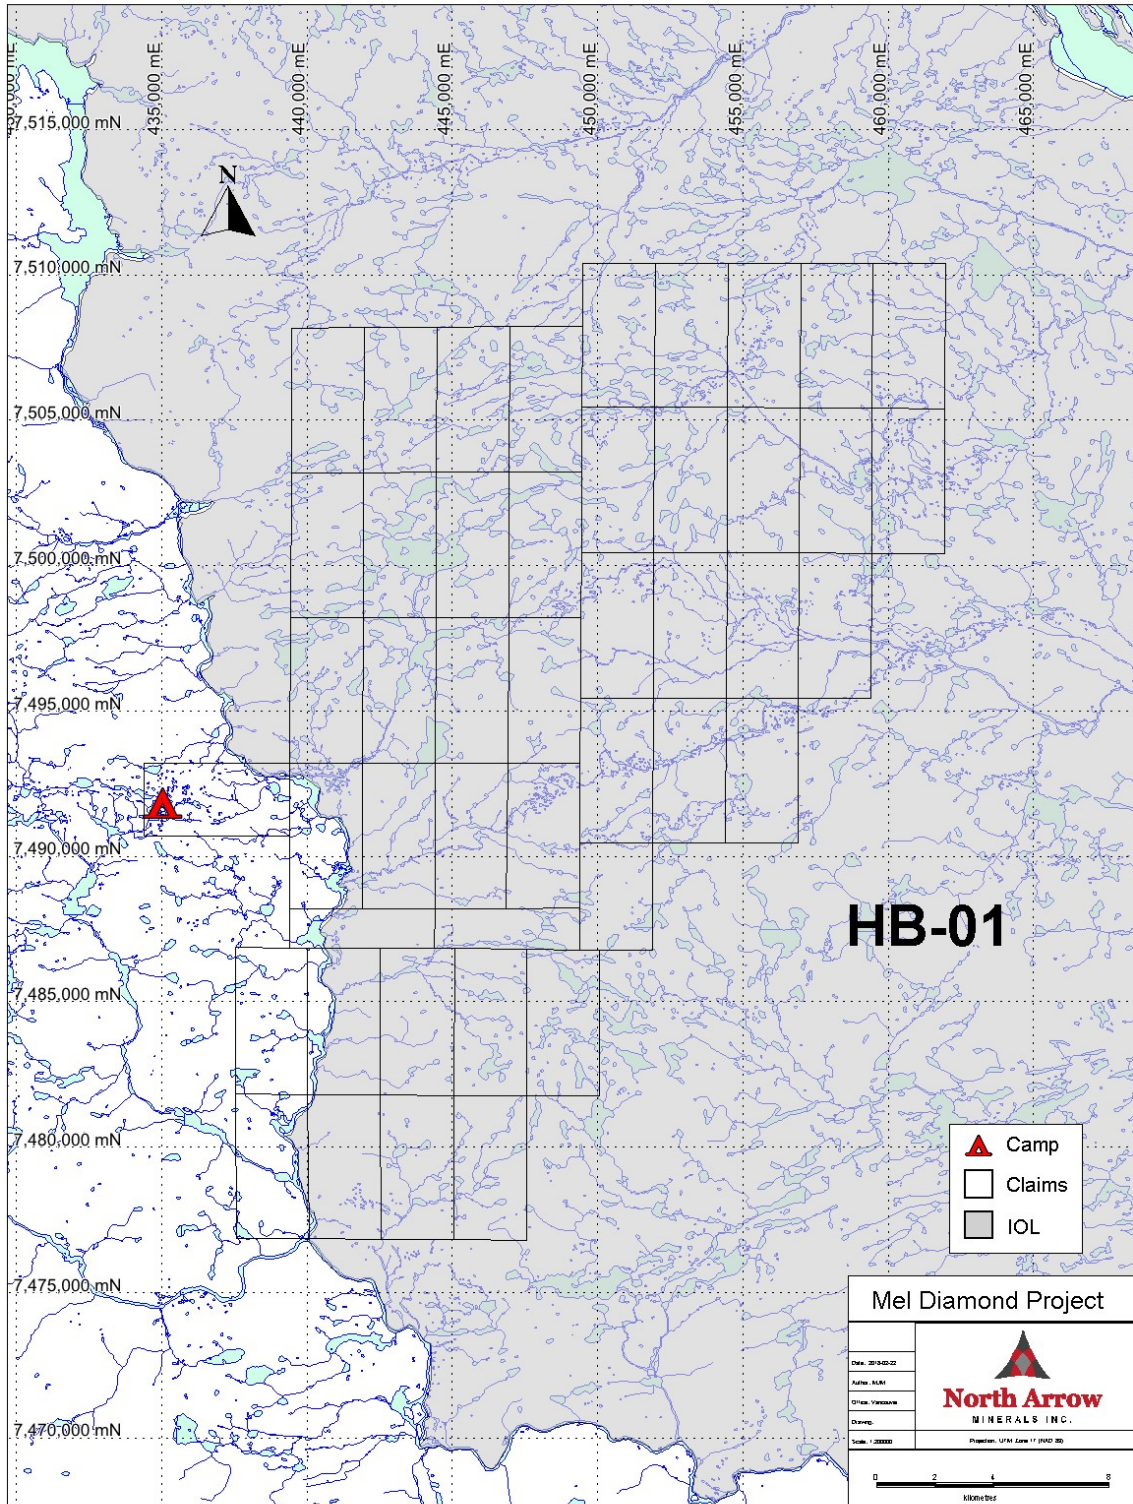 435,000 mE
440,000 mE
445,000 mE
450,000 mE
455,000 mE
460,000 mE
465,000 mE
7,515,000 mN
N
7,510,000 mN
7,505,000 mN
7,500,000 mN
7,495,000 mN
7,490,000 mN
HB-01
7,485,000 mN
7,480,000 mN
Camp
Claims
IOL
7,475,000 mN
Mel Diamond Project
Office: Vancouver
Drawing:
North Arrow
MINERALS INC.
7,470,000 mN
0 2 4 8
Kilometres